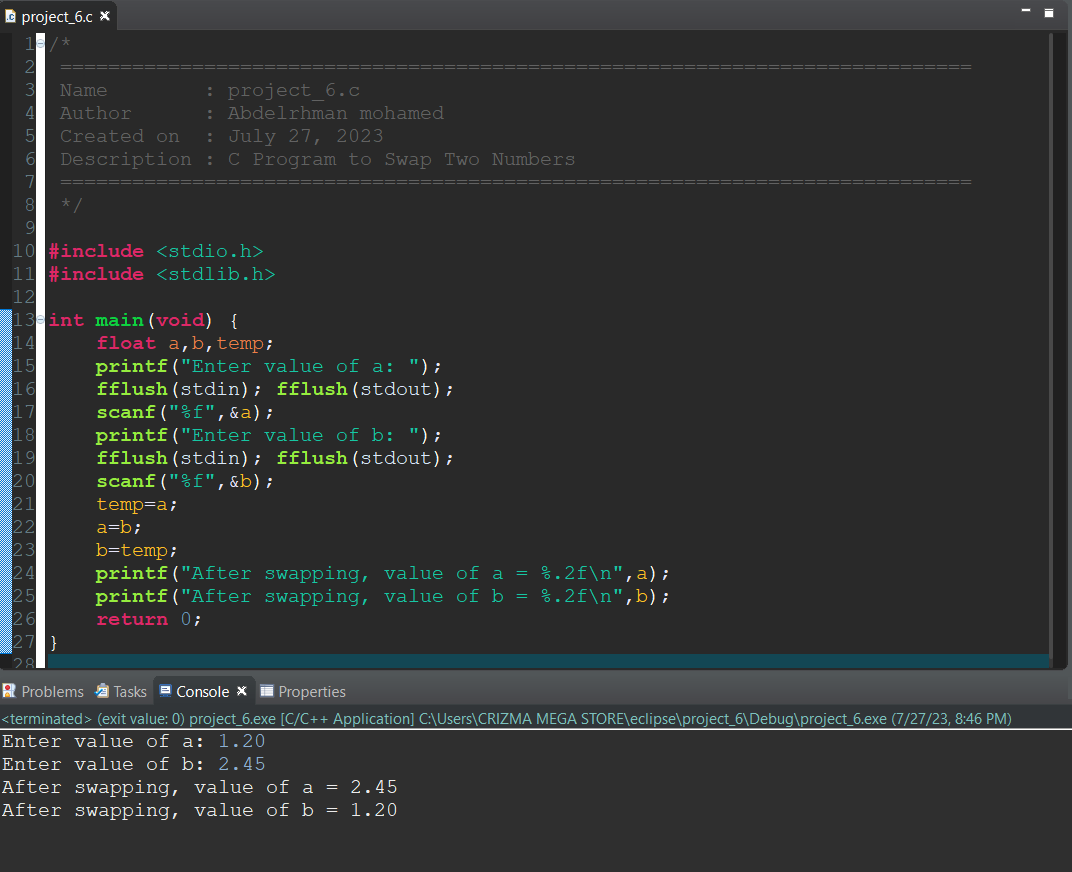 project_6.c
1 /*
2 ============================================================================
3 Name        : project_6.c
4 Author      : Abdelrhman mohamed
5 Created on  : July 27, 2023
6 Description : C Program to Swap Two Numbers
7 ============================================================================
8 */
9
10 #include <stdio.h>
11 #include <stdlib.h>
12
13 int main(void) {
14     float a,b,temp;
15     printf("Enter value of a: ");
16     fflush(stdin); fflush(stdout);
17     scanf("%f",&a);
18     printf("Enter value of b: ");
19     fflush(stdin); fflush(stdout);
20     scanf("%f",&b);
21     temp=a;
22     a=b;
23     b=temp;
24     printf("After swapping, value of a = %.2f\n",a);
25     printf("After swapping, value of b = %.2f\n",b);
26     return 0;
27 }
28
Problems Tasks Console Properties
<terminated> (exit value: 0) project_6.exe [C/C++ Application] C:\Users\CRIZMA MEGA STORE\eclipse\project_6\Debug\project_6.exe (7/27/23, 8:46 PM)
Enter value of a: 1.20
Enter value of b: 2.45
After swapping, value of a = 2.45
After swapping, value of b = 1.20